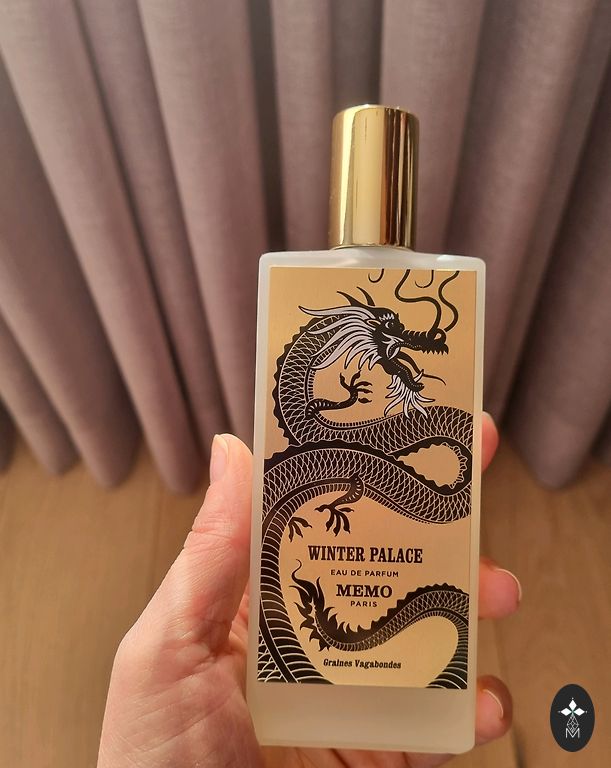 WINTER PALACE
EAU DE PARFUM
MEMO
PARIS
Graines Vagabondes